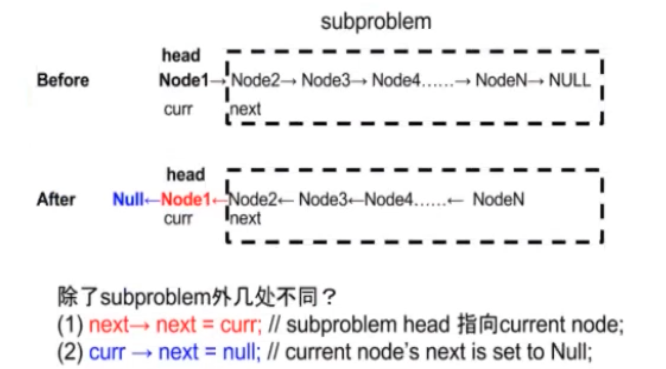 subproblem
head
Before Node1→Node2→ Node3→ Node4……→ NodeN→ NULL
curr next
head
After Null←Node1←Node2← Node3←Node4……← NodeN
curr next
除了subproblem外几处不同？
(1) next→ next = curr; // subproblem head 指向current node;
(2) curr → next = null; // current node's next is set to Null;